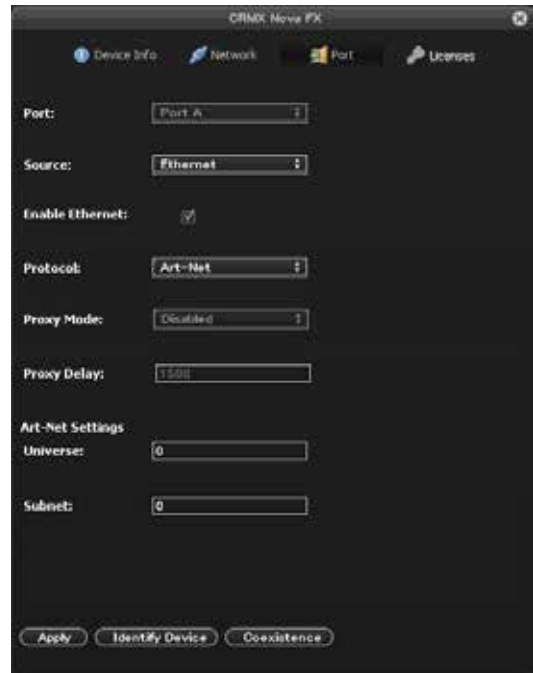 CRMX Nova FX
Device Info Network Port Licenses
Port: Port A
Source: Ethernet
Enable Ethernet:
Protocol: Art-Net
Proxy Mode: Disabled
Proxy Delay: 1500
Art-Net Settings
Universe: 0
Subnet: 0
Apply Identify Device Coexistence